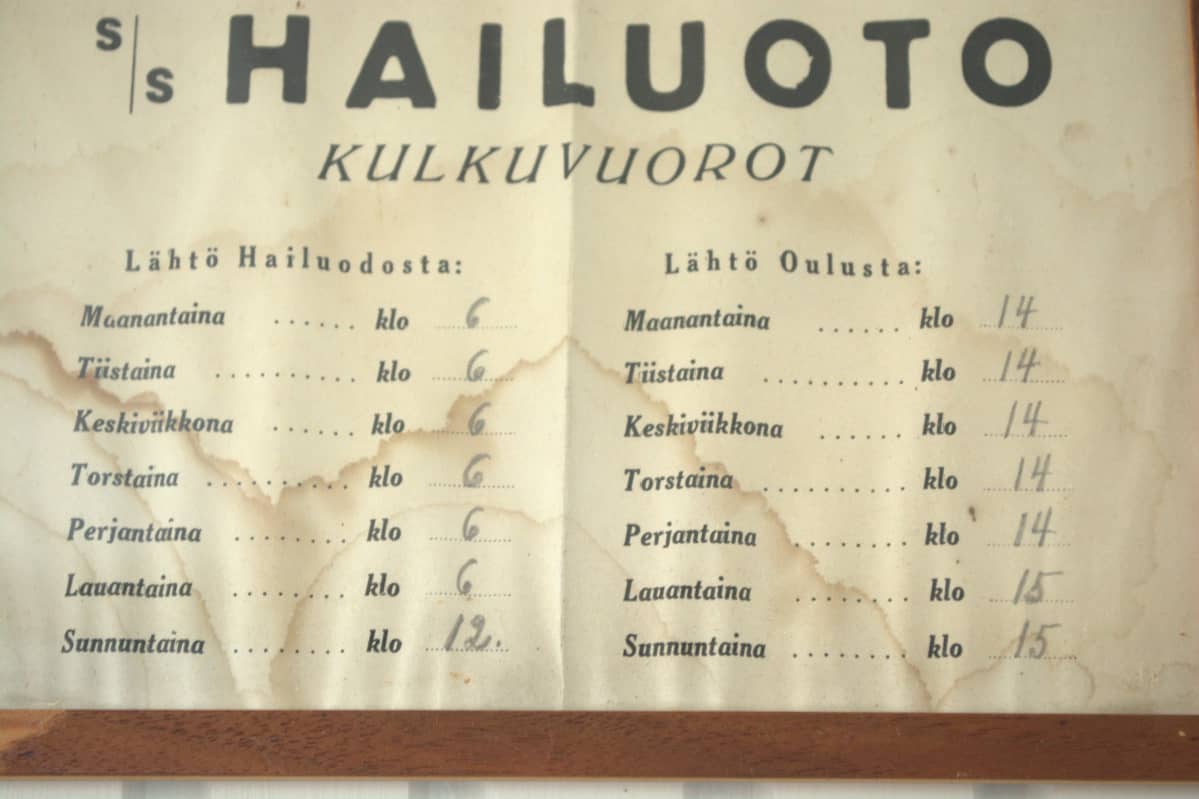 S/S HAILUOTO
KULKUVUOROT
Lähtö Hailuodosta:
Maanantaina ...... klo 6
Tiistaina .......... klo 6
Keskiviikkona ...... klo 6
Torstaina .......... klo 6
Perjantaina ........ klo 6
Lauantaina ........ klo 6
Sunnuntaina ........ klo 12.
Lähtö Oulusta:
Maanantaina ...... klo 14
Tiistaina .......... klo 14
Keskiviikkona ...... klo 14
Torstaina .......... klo 14
Perjantaina ........ klo 14
Lauantaina ........ klo 15
Sunnuntaina ........ klo 15